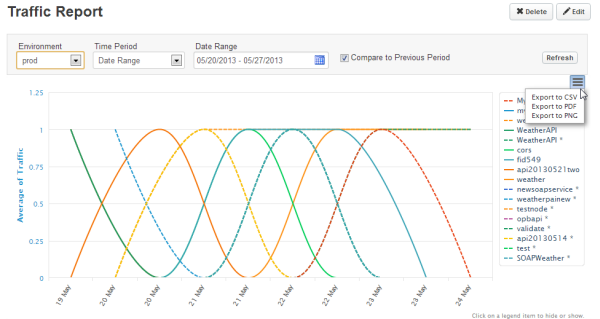 Traffic Report
Delete
Edit
Environment
Time Period
Date Range
prod
Date Range
05/20/2013 - 05/27/2013
Compare to Previous Period
Refresh
Export to CSV
Export to PDF
Export to PNG
WeatherAPI
WeatherAPI *
cors
fid549
api20130521two
weather
newsoapservice *
weatherpainew *
testnode *
opbapi *
validate *
api20130514 *
test *
SOAPWeather *
Average of Traffic
1.25
1
0.75
0.5
0.25
0
19 May
20 May
20 May
21 May
21 May
22 May
22 May
23 May
23 May
24 May
Click on a legend item to hide or show.